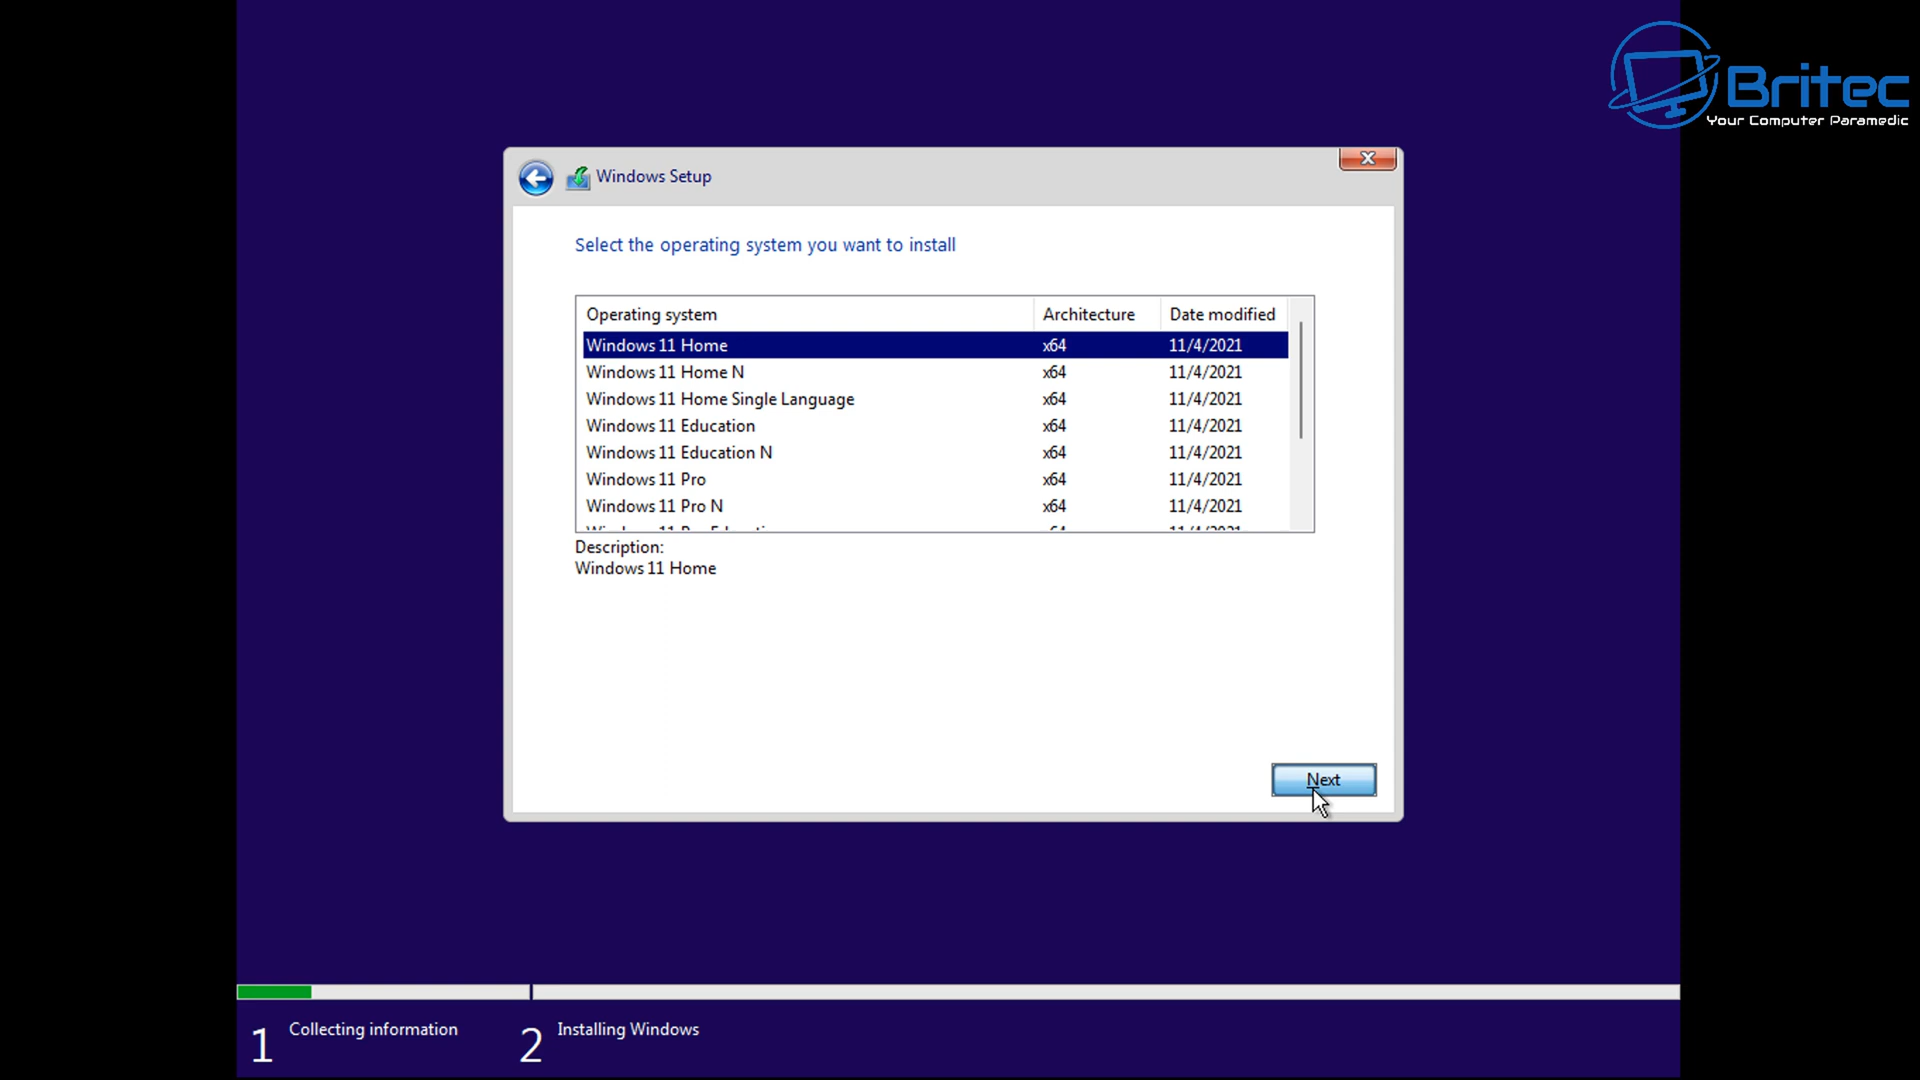 Britec
Your Computer Paramedic
Windows Setup
Select the operating system you want to install
Operating system Architecture Date modified
Windows 11 Home x64 11/4/2021
Windows 11 Home N x64 11/4/2021
Windows 11 Home Single Language x64 11/4/2021
Windows 11 Education x64 11/4/2021
Windows 11 Education N x64 11/4/2021
Windows 11 Pro x64 11/4/2021
Windows 11 Pro N x64 11/4/2021
Description:
Windows 11 Home
Next
1 Collecting information 2 Installing Windows